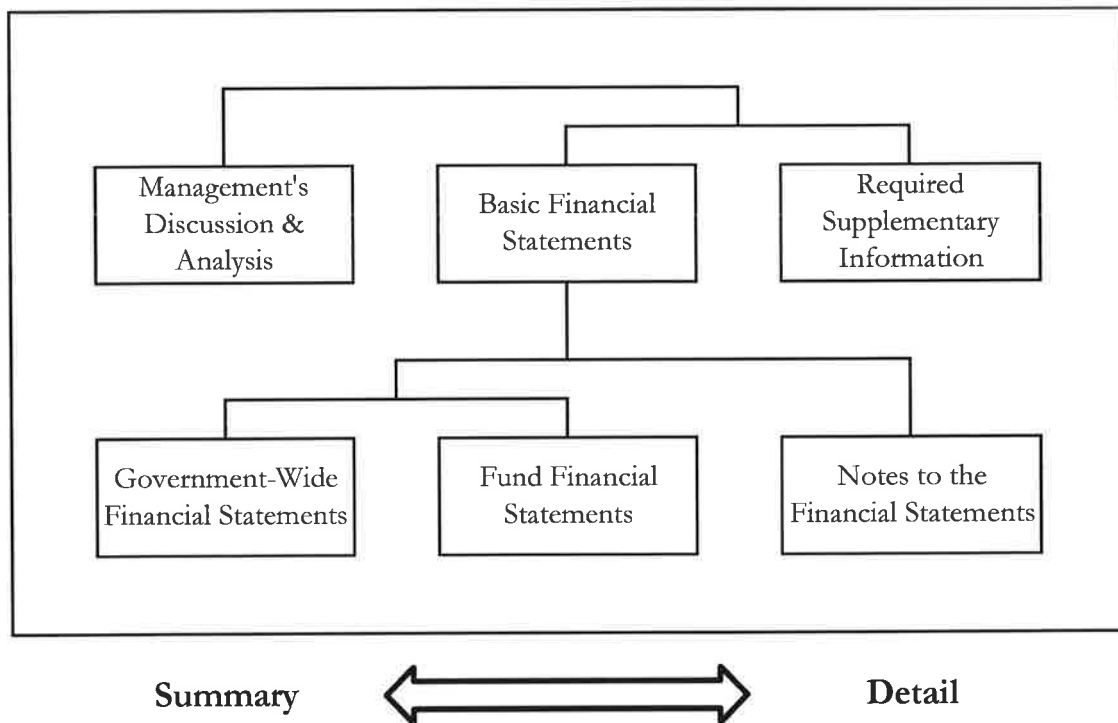 Management's
Discussion &
Analysis
Basic Financial
Statements
Required
Supplementary
Information
Government-Wide
Financial Statements
Fund Financial
Statements
Notes to the
Financial Statements
Summary
Detail